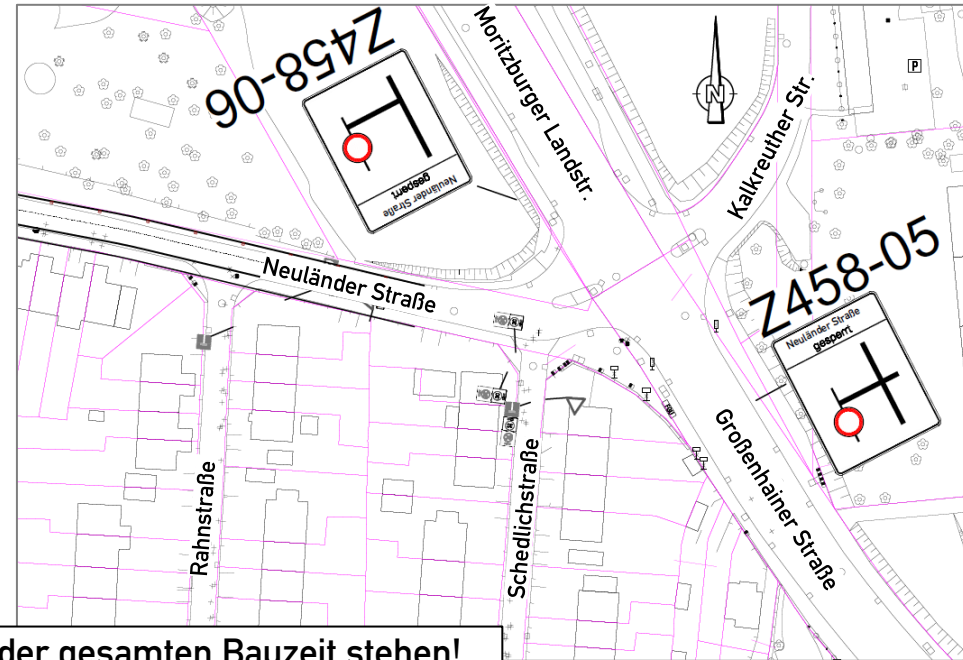 Z458-06
Neuländer Straße
gesperrt
Moritzburger Landstr.
N
Kalkreuther Str.
P
Z458-05
Neuländer Straße
gesperrt
Neuländer Straße
Großenhainer Straße
Rahnstraße
Schedlichstraße
der gesamten Bauzeit stehen!